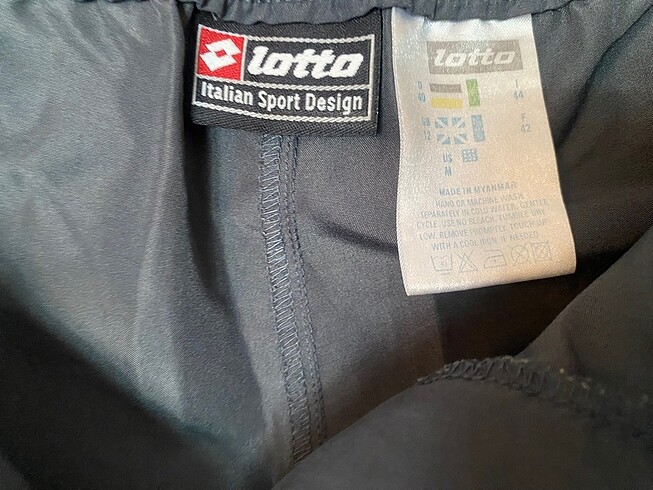 lotto
Italian Sport Design
lotto
D I
40 44
GB F
12 42
US
M
MADE IN MYANMAR
HAND OR MACHINE WASH
SEPARATELY IN COLD WATER, GENTLE
CYCLE. USE NO BLEACH. TUMBLE DRY
LOW. REMOVE PROMPTLY. TOUCH UP
WITH A COOL IRON IF NEEDED